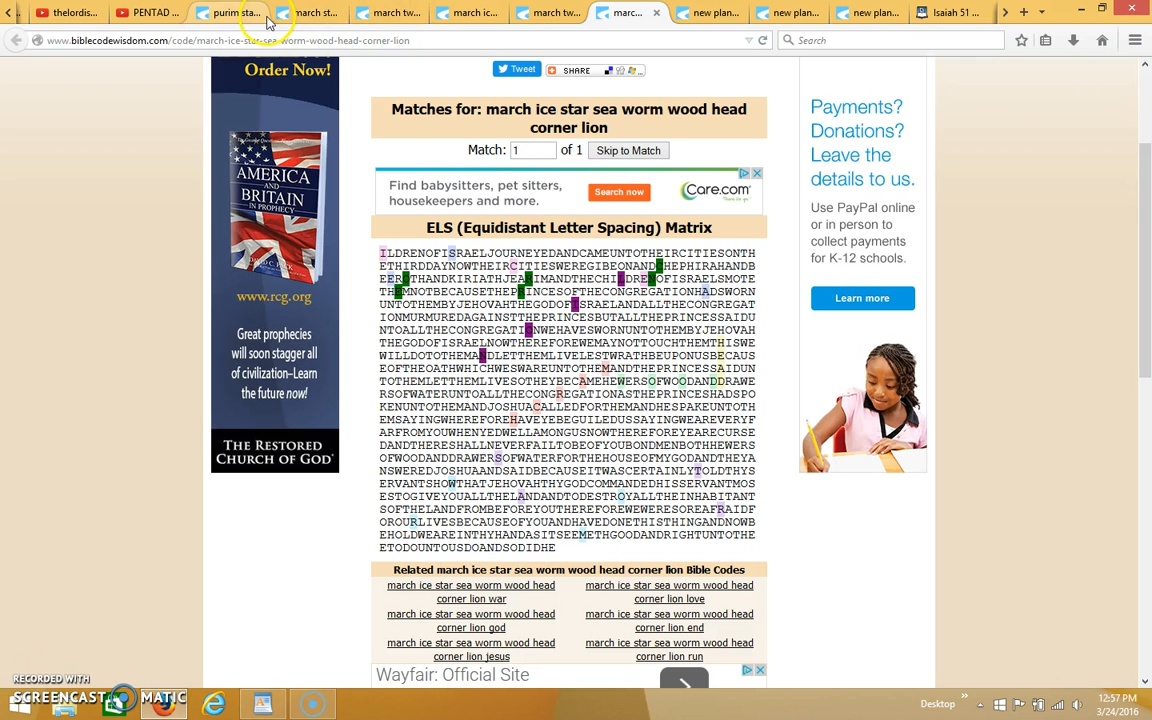 thelordis... PENTAD ... purim sta... march st... march tw... march ic... march tw... marc... new plan... new plan... new plan... Isaiah 51 ...
www.biblecodewisdom.com/code/march-ice-star-sea-worm-wood-head-corner-lion Search
Order Now!
AMERICA
AND
BRITAIN
IN PROPHECY
www.rcg.org
Great prophecies
will soon stagger all
of civilization–Learn
the future now!
THE RESTORED
CHURCH OF GOD®
Tweet SHARE
Matches for: march ice star sea worm wood head
corner lion
Match: 1 of 1 Skip to Match
Find babysitters, pet sitters,
housekeepers and more.
Search now
Care.com
ELS (Equidistant Letter Spacing) Matrix
ILDRENOFISRAELJOURNEYEDANDCAMEUNTOTHEIRCITIESONTH
ETHIRDDAYNOWTHEIRCITIESWEREGIBEONANDCHEPHIRAHANDB
EEROTHANDKIRIATHJEARIMANDTHECHILDRENOFISRAELSMOTE
THEMNOTBECAUSETHEPRINCESOFTHECONGREGATIONHADSWORN
UNTOTHEMBYJEHOVAHTHEGODOFISRAELANDALLTHECONGREGAT
IONMURMUREDAGAINSTTHEPRINCESBUTALLTHEPRINCESSAIDU
NTOALLTHECONGREGATIONWEHAVESWORNUNTOTHEMBYJEHOVAH
THEGODOFISRAELNOWTHEREFOREWEMAYNOTTOUCHTHEMTHISWE
WILLDOTOTHEMANDLETTHEMLIVELESTWRATHBEUPONUSBECAUS
EOFTHEOATHWHICHWESWAREUNTOTHEMANDTHEPRINCESSAIDUN
TOTHEMLETTHEMLIVESOTHEYBECAMEHEWERSOFWOODANDDRAWE
RSOFWATERUNTOALLTHECONGREGATIONASTHEPRINCESHADSPO
KENUNTOTHEMANDJOSHUACALLEDFORTHEMANDHESPAKEUNTOTH
EMSAYINGWHEREFOREHAVEYEBEGUILEDUSSAYINGWEAREVERYF
ARFROMYOUWHENYEDWELLAMONGUSNOWTHEREFOREYEARECURSE
DANDTHERESHALLNEVERFAILTOBEOFYOUBONDMENBOTHHEWERS
OFWOODANDDRAWERSOFWATERFORTHEHOUSEOFMYGODANDTHEYA
NSWEREDJOSHUAANDSAIDBECAUSEITWASCERTAINLYTOLDTHYS
ERVANTSHOWTHATJEHOVAHTHYGODCOMMANDEDHISSERVANTMOS
ESTOGIVEYOUALLTHELANDANDTODESTROYALLTHEINHABITANT
SOFTHELANDFROMBEFOREYOUTHEREFOREWEWERESOREAFRAIDF
OROURLIVESBECAUSEOFYOUANDHAVEDONETHISTHINGANDNOWB
EHOLDWEAREINTHYHANDASITSEEMETHGOODANDRIGHTUNTOTHE
ETODOUNTOUSDOANDSODIDHE
Related march ice star sea worm wood head corner lion Bible Codes
march ice star sea worm wood head
corner lion war
march ice star sea worm wood head
corner lion love
march ice star sea worm wood head
corner lion god
march ice star sea worm wood head
corner lion end
march ice star sea worm wood head
corner lion jesus
march ice star sea worm wood head
corner lion run
Wayfair: Official Site
Payments?
Donations?
Leave the
details to us.
Use PayPal online
or in person to
collect payments
for K-12 schools.
Learn more
RECORDED WITH
SCREENCAST MATIC
Desktop
12:57 PM
3/24/2016